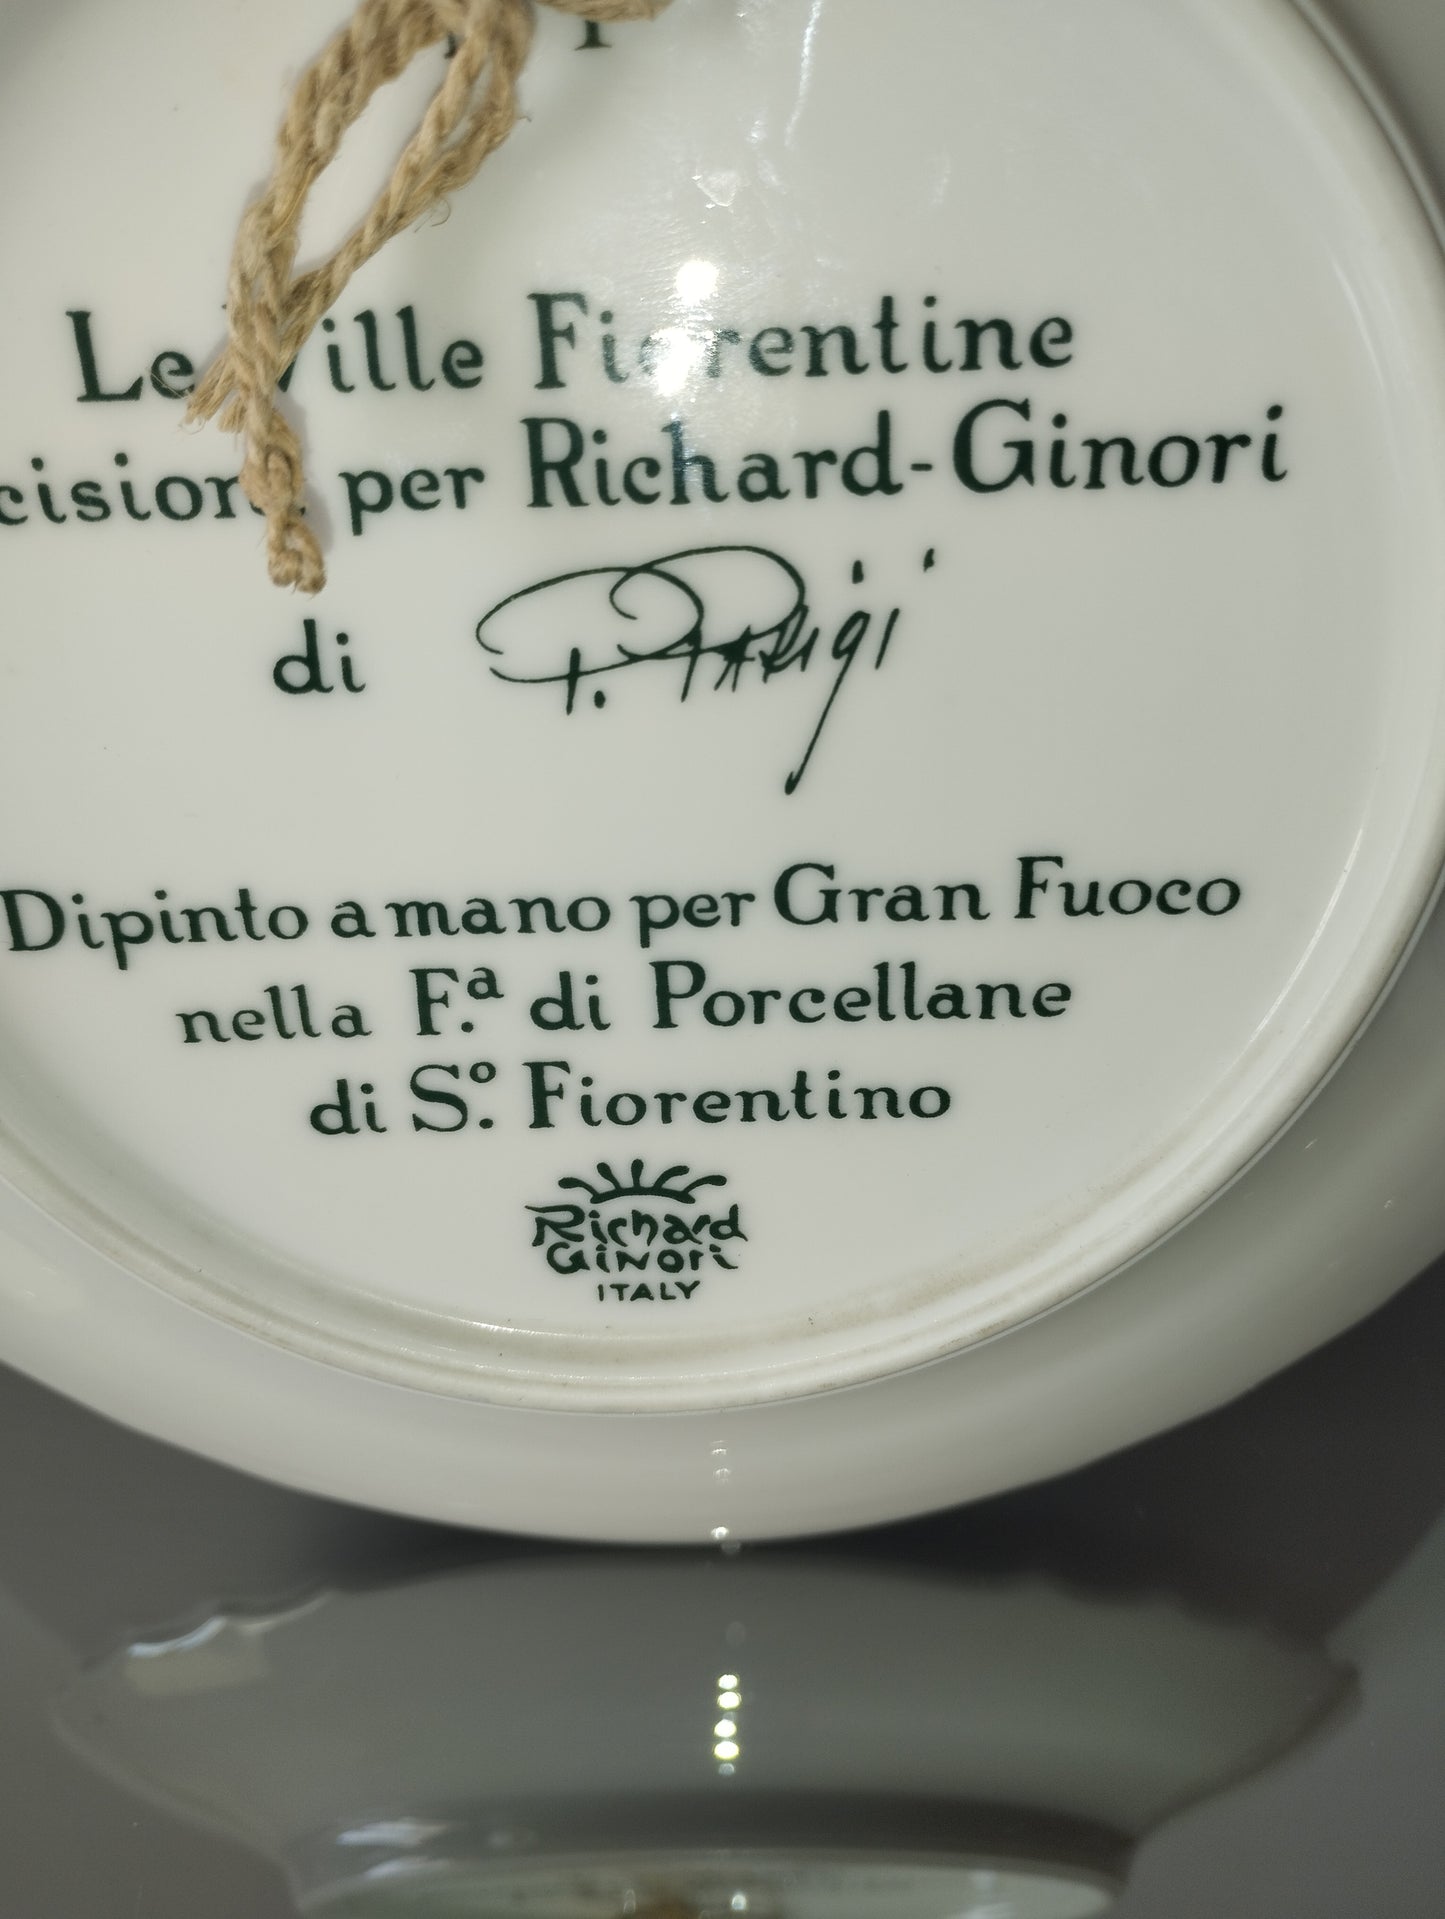 Le Ville Fiorentine
per Richard-Ginori
di P. Parigi
Dipinto a mano per Gran Fuoco
nella F.ª di Porcellane
di S.º Fiorentino
Richard
Ginori
ITALY